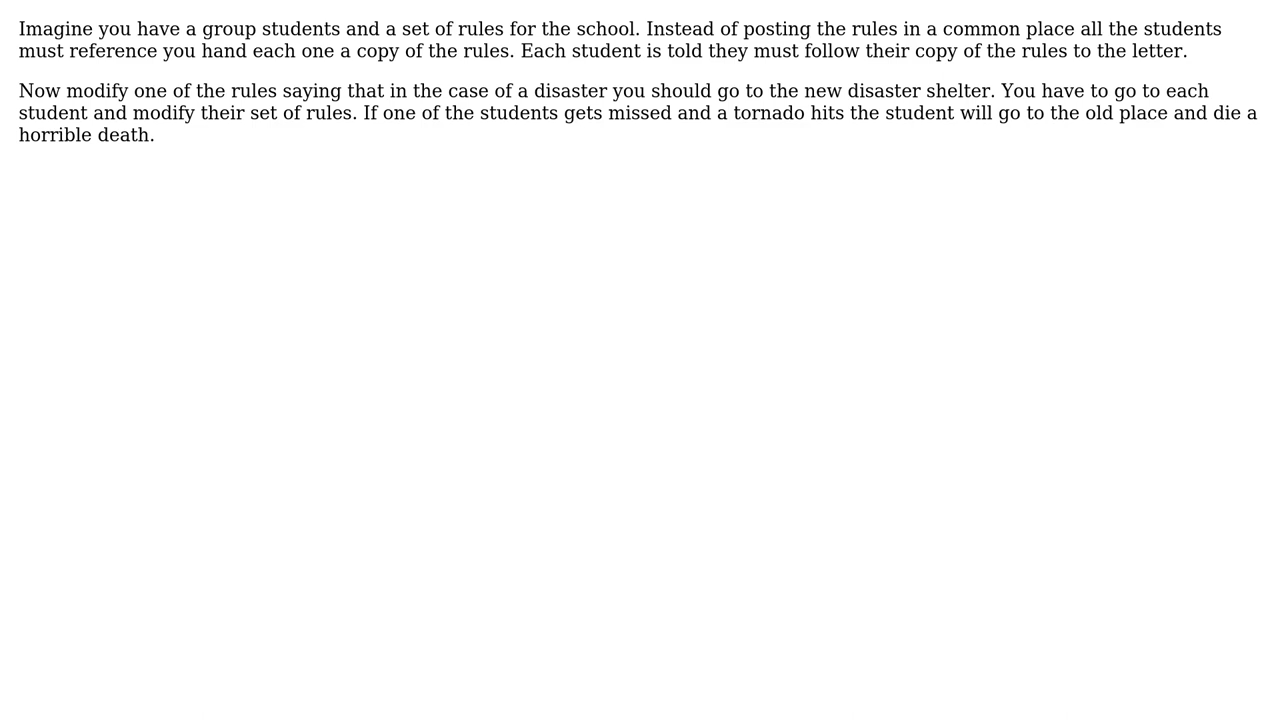 Imagine you have a group students and a set of rules for the school. Instead of posting the rules in a common place all the students
must reference you hand each one a copy of the rules. Each student is told they must follow their copy of the rules to the letter.
Now modify one of the rules saying that in the case of a disaster you should go to the new disaster shelter. You have to go to each
student and modify their set of rules. If one of the students gets missed and a tornado hits the student will go to the old place and die a
horrible death.